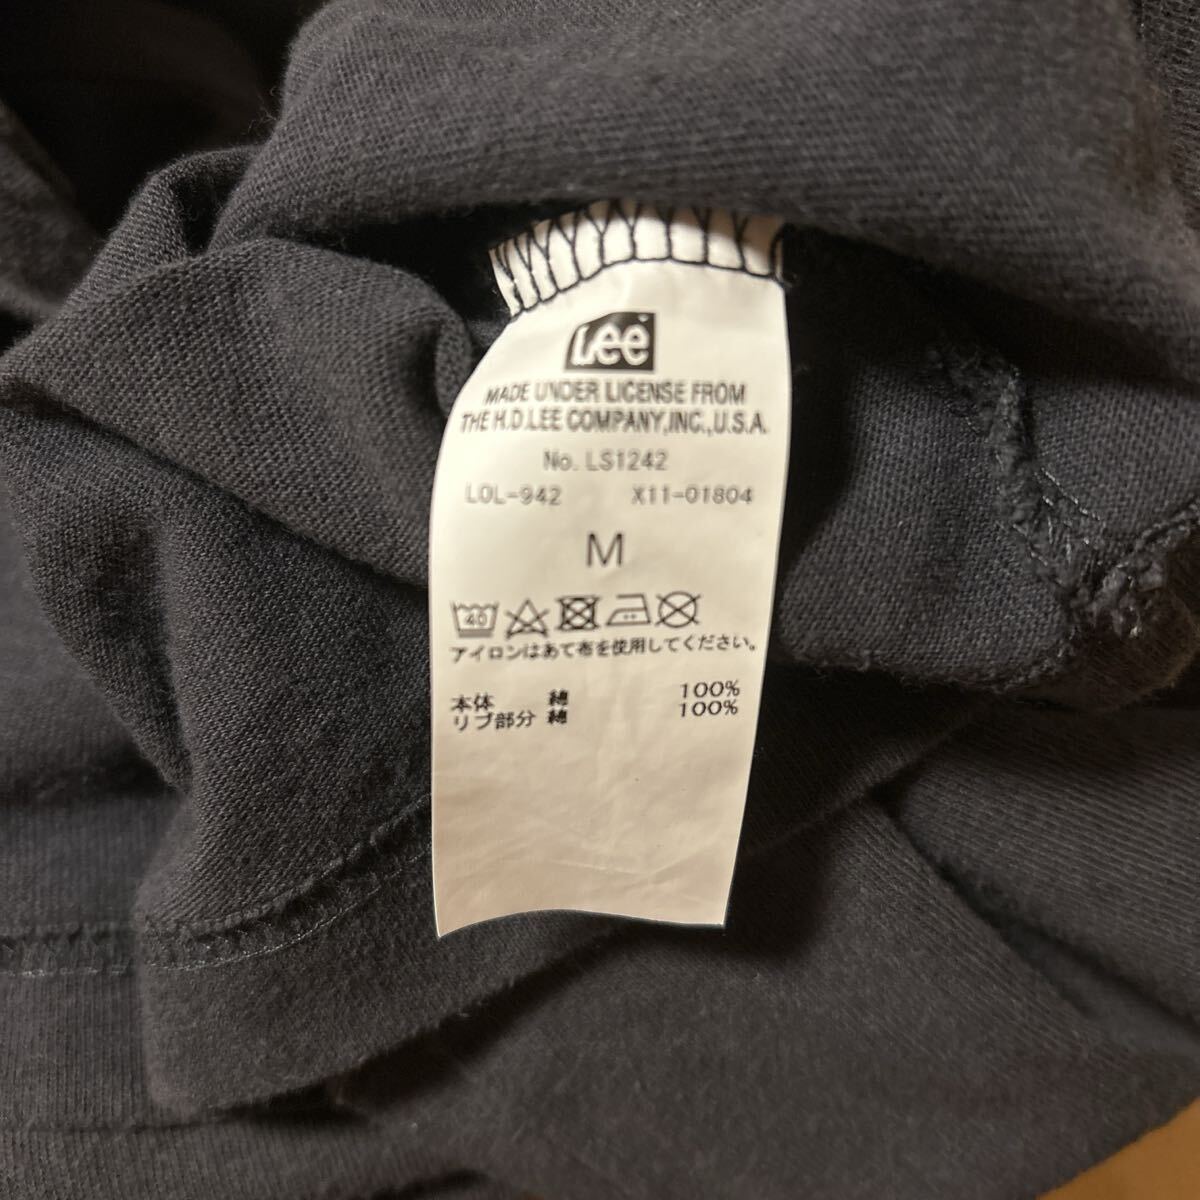 Lee
MADE UNDER LICENSE FROM
THE H.D.LEE COMPANY,INC.,U.S.A.
No. LS1242
LOL-942 X11-01804
M
40
アイロンはあて布を使用してください。
本体 綿 100%
リブ部分 綿 100%